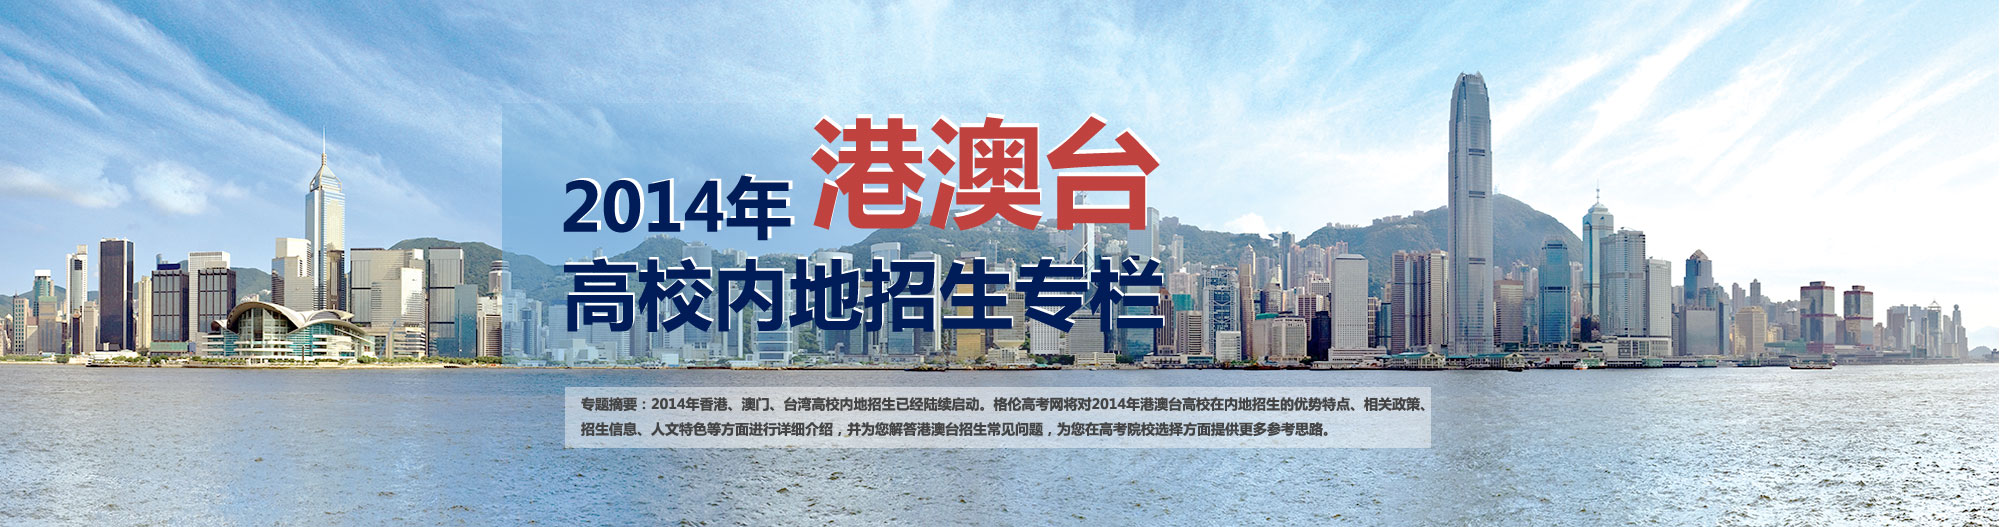 2014年 港澳台
高校内地招生专栏
专题摘要：2014年香港、澳门、台湾高校内地招生已经陆续启动。格伦高考网将对2014年港澳台高校在内地招生的优势特点、相关政策、
招生信息、人文特色等方面进行详细介绍，并为您解答港澳台招生常见问题，为您在高考院校选择方面提供更多参考思路。